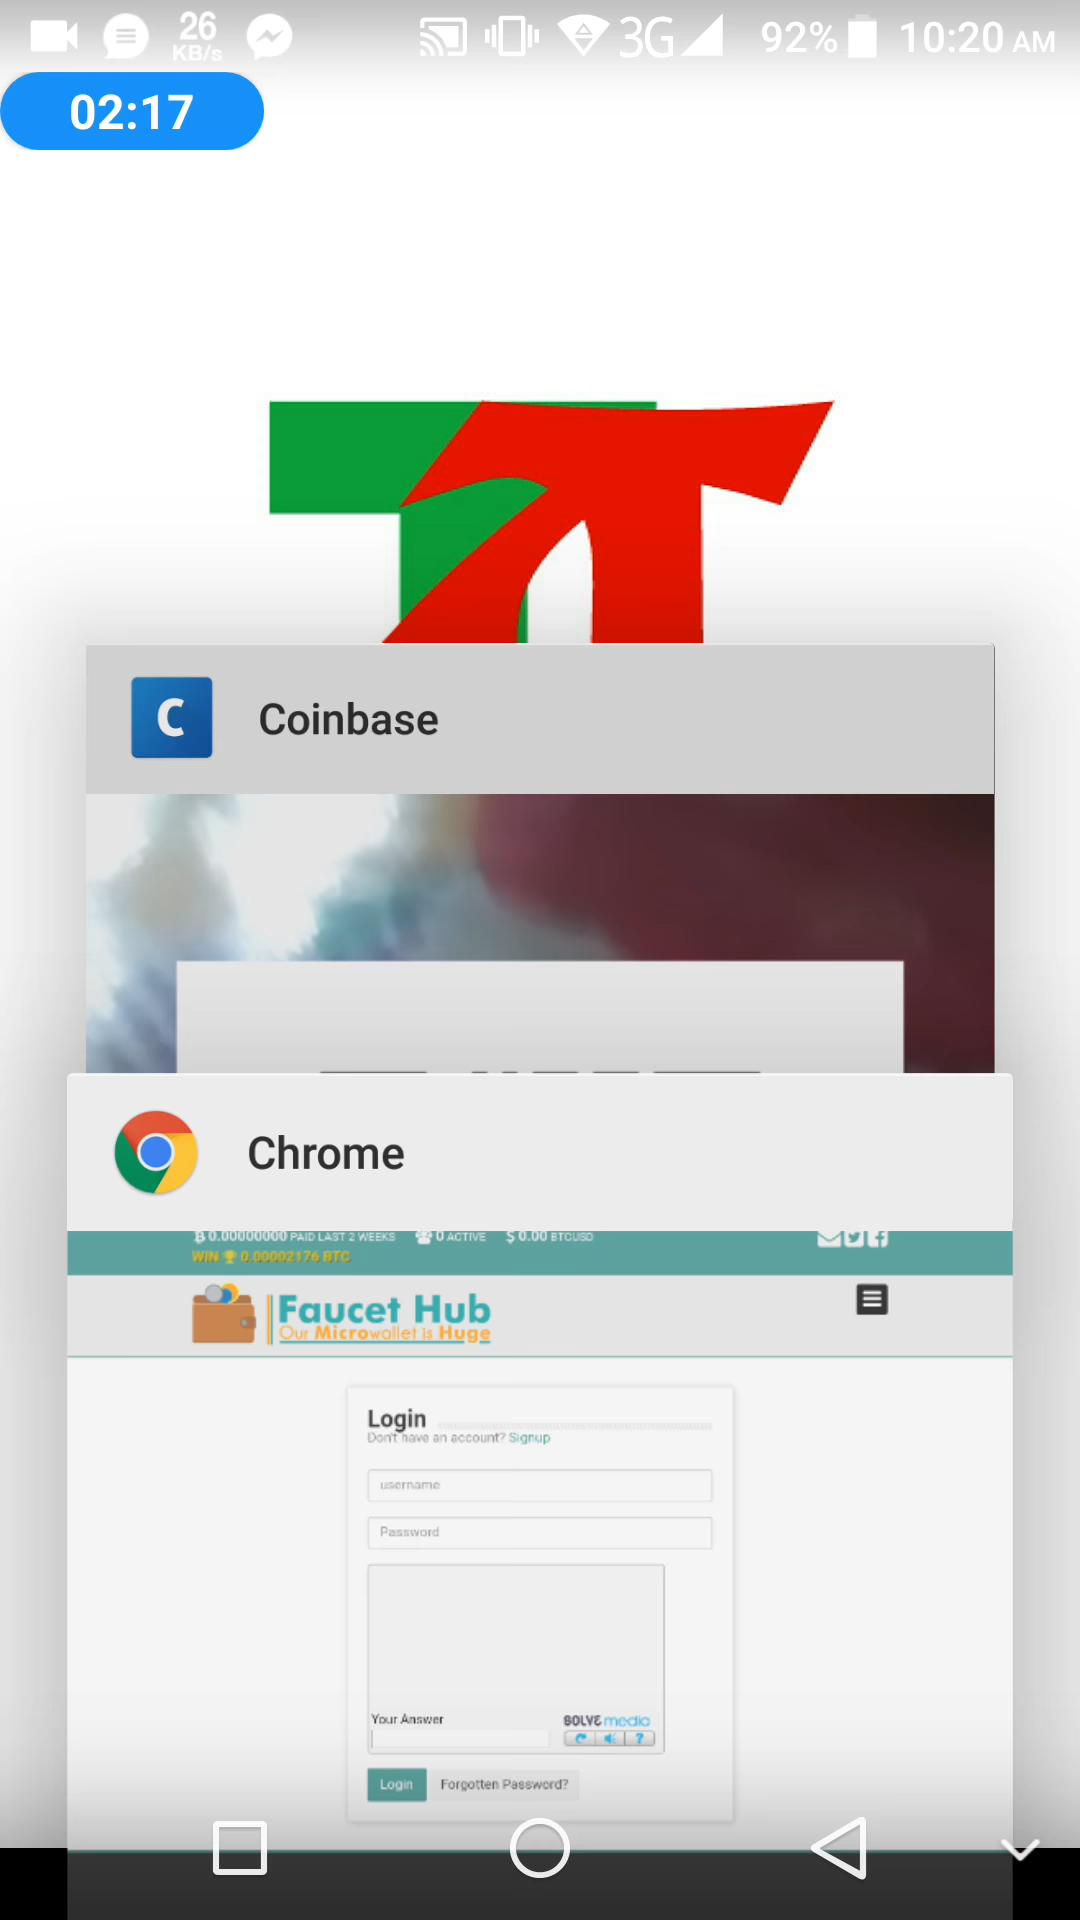 26
KB/s
3G
92%
10:20 AM
02:17
C
Coinbase
Chrome
0.00000000 PAID LAST 2 WEEKS 0 ACTIVE $ 0.00 BTCUSD
WIN 0.00002176 BTC
Faucet Hub
Our Microwallet is Huge
Login
Don't have an account? Signup
username
Password
Your Answer
SOLVE media
?
Login
Forgotten Password?